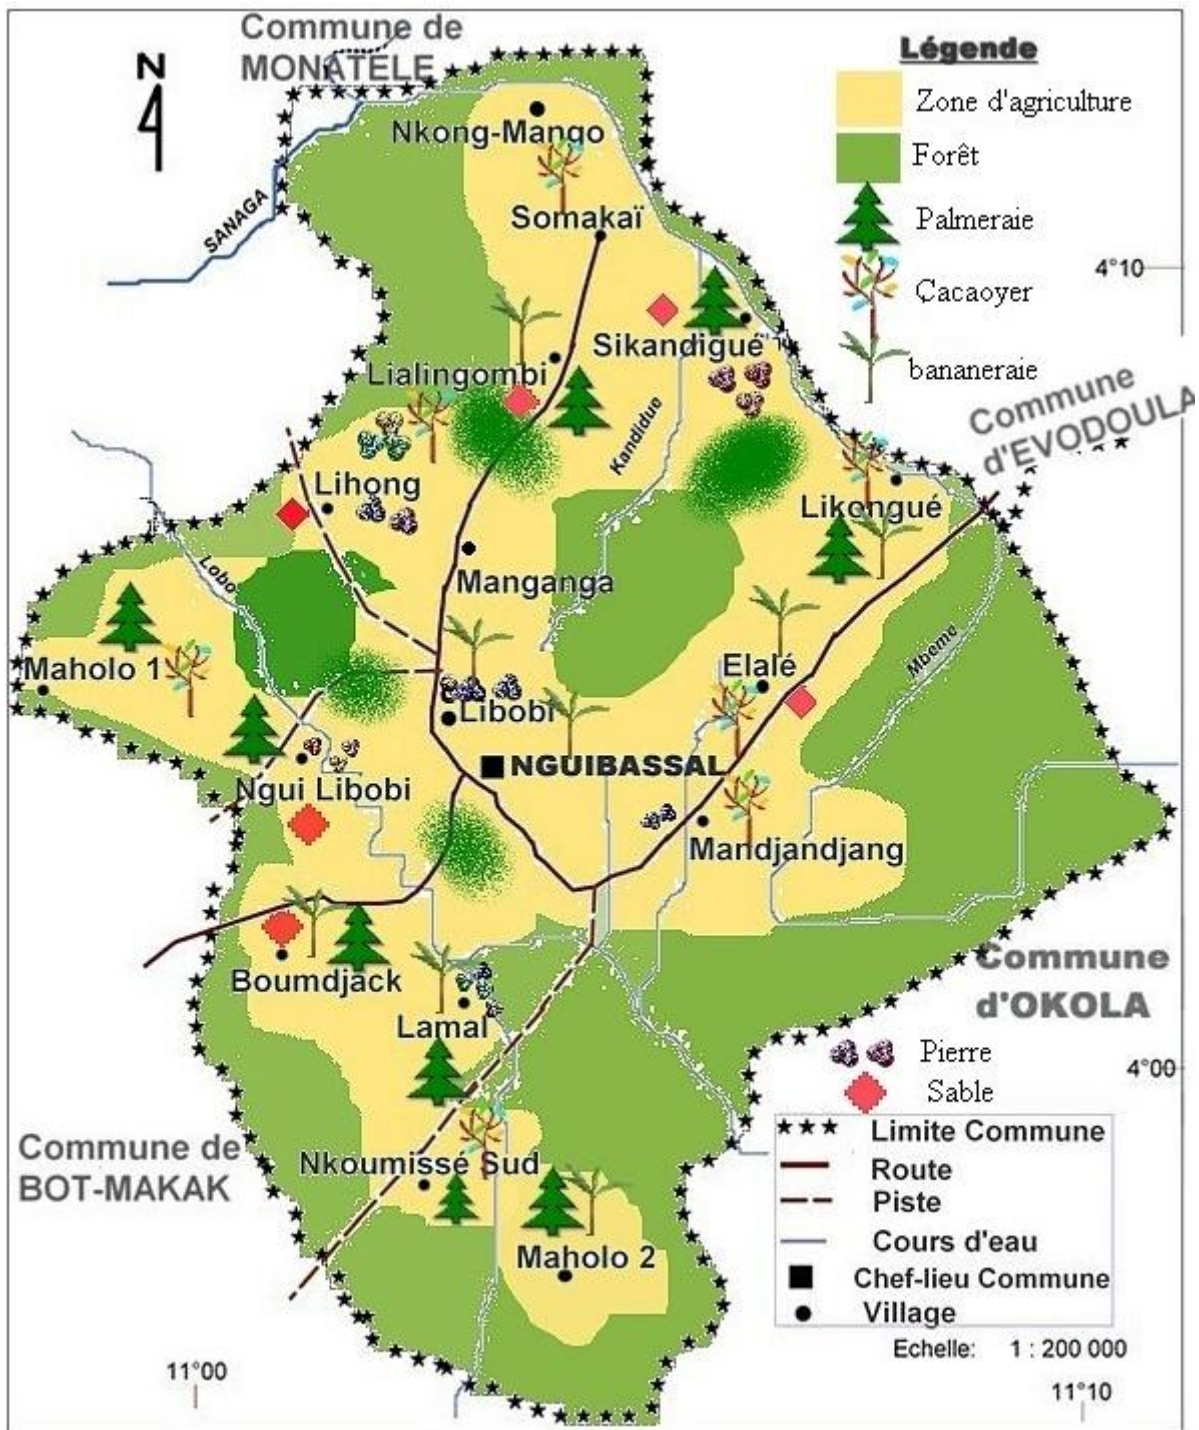 Commune de
MONATELE
N
Légende
Zone d'agriculture
Forêt
Palmeraie
Çacaoyer
bananeraie
Nkong-Mango
SANAGA
Somakaï
4°10
Sikandigué
Lialingombi
Kandidue
Commune
d'EVODOULA
Lihong
Likongué
Lobo
Manganga
Mbeme
Maholo 1
Elalé
Libobi
NGUIBASSAL
Ngui Libobi
Mandjandjang
Boumdjack
Lamal
Commune
d'OKOLA
Pierre
Sable
4°00
Commune de
BOT-MAKAK
Nkoumisse Sud
Maholo 2
Limite Commune
Route
Piste
Cours d'eau
Chef-lieu Commune
Village
Echelle: 1 : 200 000
11°00
11°10